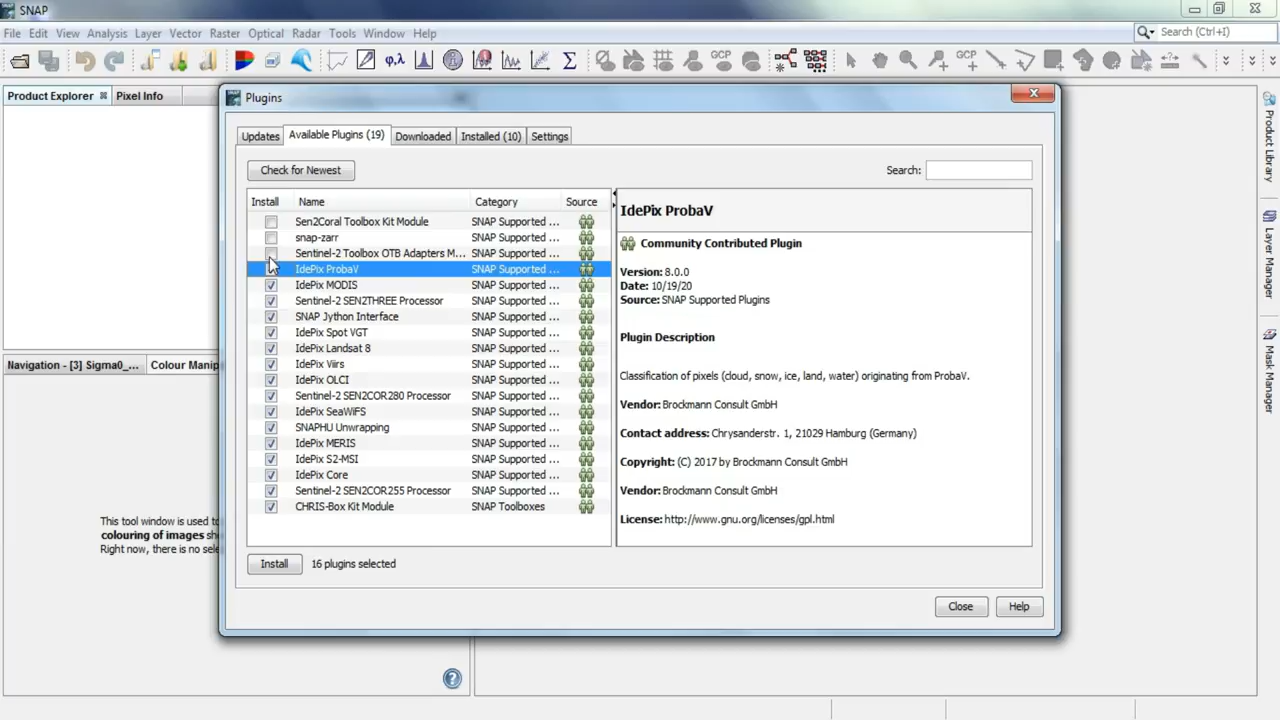 SNAP
File Edit View Analysis Layer Vector Raster Optical Radar Tools Window Help
Search (Ctrl+I)
φ,λ Σ GCP GCP
Product Explorer Pixel Info
Plugins
Updates Available Plugins (19) Downloaded Installed (10) Settings
Check for Newest Search:
Install Name Category Source
Sen2Coral Toolbox Kit Module SNAP Supported ...
snap-zarr SNAP Supported ...
Sentinel-2 Toolbox OTB Adapters M... SNAP Supported ...
IdePix ProbaV SNAP Supported ...
IdePix MODIS SNAP Supported ...
Sentinel-2 SEN2THREE Processor SNAP Supported ...
SNAP Jython Interface SNAP Supported ...
IdePix Spot VGT SNAP Supported ...
IdePix Landsat 8 SNAP Supported ...
IdePix Viirs SNAP Supported ...
IdePix OLCI SNAP Supported ...
Sentinel-2 SEN2COR280 Processor SNAP Supported ...
IdePix SeaWiFS SNAP Supported ...
SNAPHU Unwrapping SNAP Supported ...
IdePix MERIS SNAP Supported ...
IdePix S2-MSI SNAP Supported ...
IdePix Core SNAP Supported ...
Sentinel-2 SEN2COR255 Processor SNAP Supported ...
CHRIS-Box Kit Module SNAP Toolboxes
IdePix ProbaV
Community Contributed Plugin
Version: 8.0.0
Date: 10/19/20
Source: SNAP Supported Plugins
Plugin Description
Classification of pixels (cloud, snow, ice, land, water) originating from ProbaV.
Vendor: Brockmann Consult GmbH
Contact address: Chrysanderstr. 1, 21029 Hamburg (Germany)
Copyright: (C) 2017 by Brockmann Consult GmbH
Vendor: Brockmann Consult GmbH
License: http://www.gnu.org/licenses/gpl.html
Install 16 plugins selected
Close Help
Navigation - [3] Sigma0_... Colour Manip
This tool window is used to
colouring of images sho
Right now, there is no sele
Product Library
Layer Manager
Mask Manager